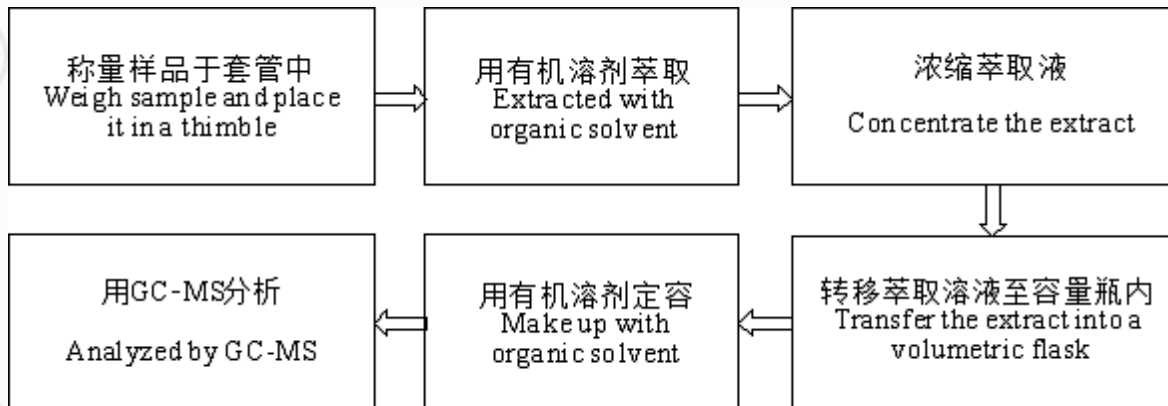 称量样品于套管中
Weigh sample and place
it in a thimble
用有机溶剂萃取
Extracted with
organic solvent
浓缩萃取液
Concentrate the extract
转移萃取溶液至容量瓶内
Transfer the extract into a
volumetric flask
用有机溶剂定容
Make up with
organic solvent
用GC-MS分析
Analyzed by GC-MS